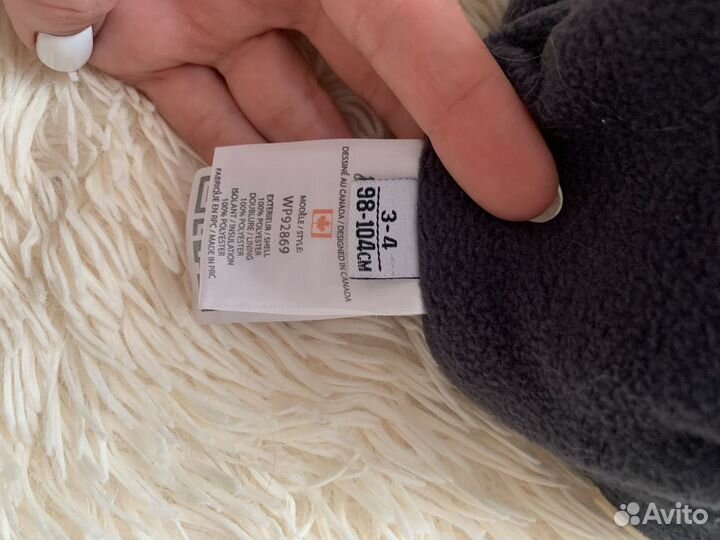 3-4
98-104CM
DESSINÉ AU CANADA / DESIGNED IN CANADA
MODÈLE / STYLE:
WP92869
EXTÉRIEUR / SHELL
100% POLYESTER
DOUBLURE / LINING
100% POLYESTER
ISOLANT / INSULATION
100% POLYESTER
FABRIQUÉ EN RPC / MADE IN PRC
Avito